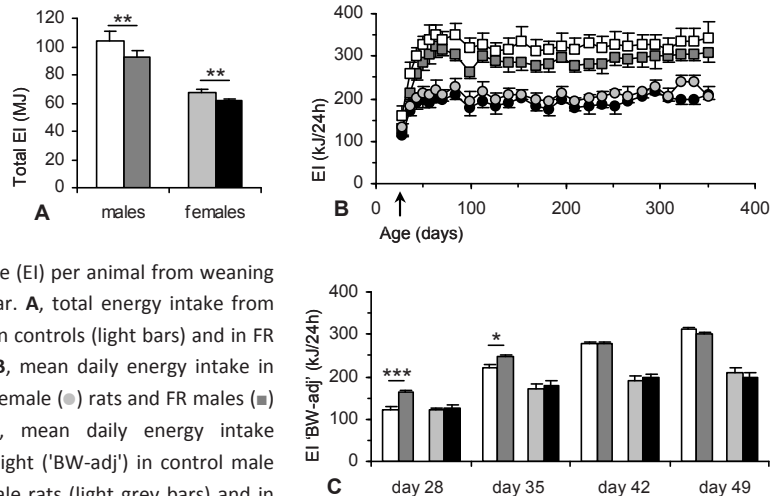 120
100
80
60
40
20
0
Total EI (MJ)
**
**
males
females
A
400
300
200
100
0
EI (kJ/24h)
0
100
200
300
400
Age (days)
B
e (EI) per animal from weaning
ar. A, total energy intake from
n controls (light bars) and in FR
B, mean daily energy intake in
emale (●) rats and FR males (■)
, mean daily energy intake
ight ('BW-adj') in control male
ale rats (light grey bars) and in
400
300
200
100
0
EI 'BW-adj' (kJ/24h)
***
*
day 28
day 35
day 42
day 49
C